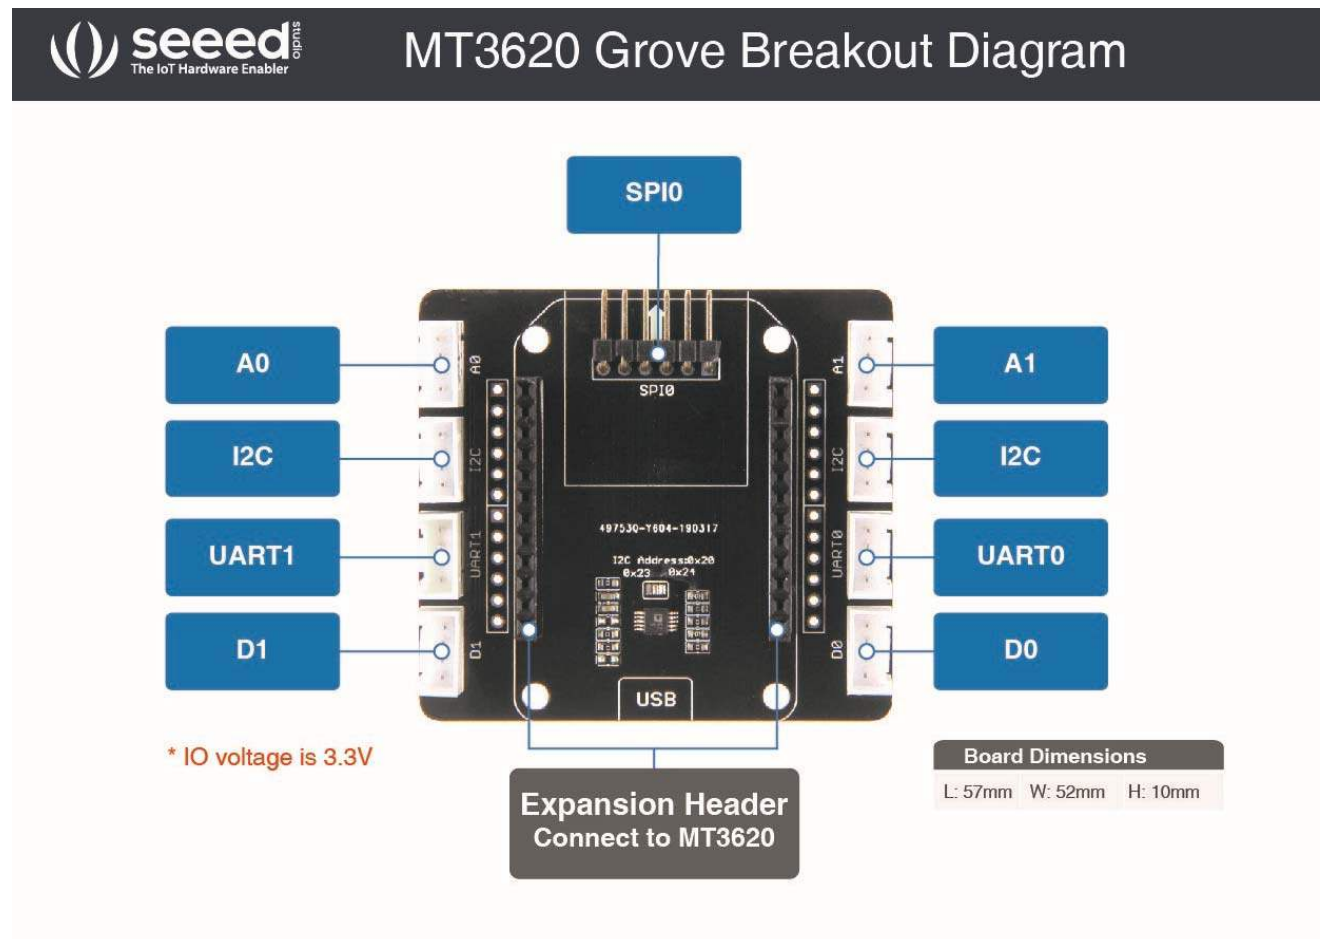 seeed
studio
The IoT Hardware Enabler
MT3620 Grove Breakout Diagram
SPI0
A0
I2C
UART1
D1
A1
I2C
UART0
D0
A0
I2C
UART1
D1
SPI0
497530-Y604-190317
I2C Address:0x20
0x23 0x24
USB
A1
I2C
UART0
D0
* IO voltage is 3.3V
Expansion Header
Connect to MT3620
Board Dimensions
L: 57mm W: 52mm H: 10mm